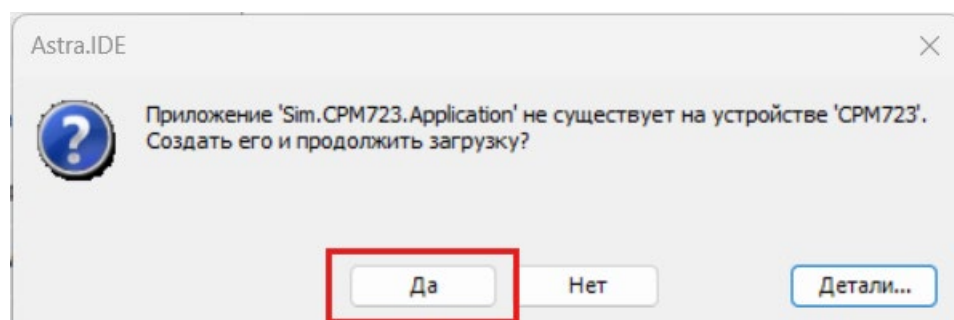 Astra.IDE
Приложение 'Sim.CPM723.Application' не существует на устройстве 'CPM723'.
Создать его и продолжить загрузку?
Да Нет Детали...